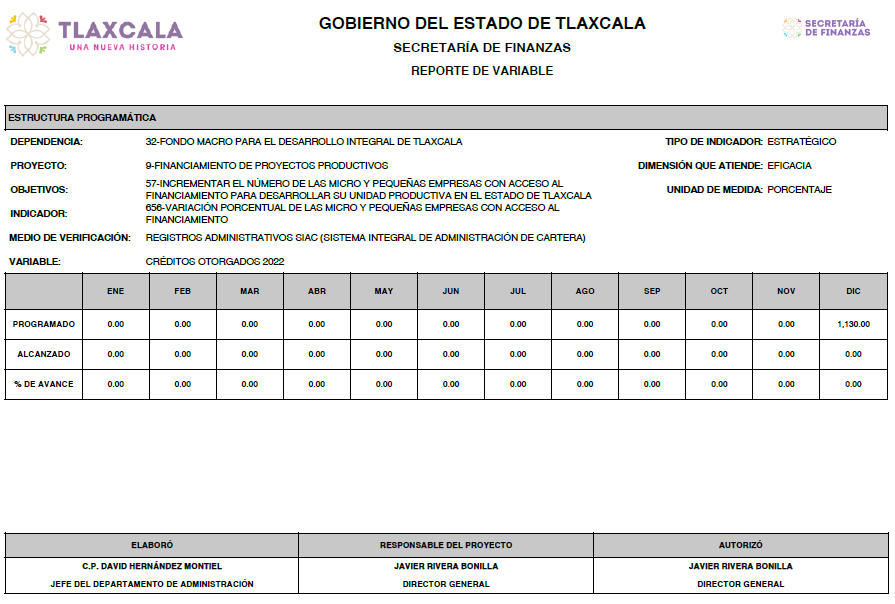 TLAXCALA
UNA NUEVA HISTORIA
GOBIERNO DEL ESTADO DE TLAXCALA
SECRETARÍA DE FINANZAS
REPORTE DE VARIABLE
SECRETARÍA
DE FINANZAS
ESTRUCTURA PROGRAMÁTICA
DEPENDENCIA: 32-FONDO MACRO PARA EL DESARROLLO INTEGRAL DE TLAXCALA TIPO DE INDICADOR: ESTRATÉGICO
PROYECTO: 9-FINANCIAMIENTO DE PROYECTOS PRODUCTIVOS DIMENSIÓN QUE ATIENDE: EFICACIA
OBJETIVOS: 57-INCREMENTAR EL NÚMERO DE LAS MICRO Y PEQUEÑAS EMPRESAS CON ACCESO AL
FINANCIAMIENTO PARA DESARROLLAR SU UNIDAD PRODUCTIVA EN EL ESTADO DE TLAXCALA
UNIDAD DE MEDIDA: PORCENTAJE
INDICADOR: 656-VARIACIÓN PORCENTUAL DE LAS MICRO Y PEQUEÑAS EMPRESAS CON ACCESO AL
FINANCIAMIENTO
MEDIO DE VERIFICACIÓN: REGISTROS ADMINISTRATIVOS SIAC (SISTEMA INTEGRAL DE ADMINISTRACIÓN DE CARTERA)
VARIABLE: CRÉDITOS OTORGADOS 2022
ENE FEB MAR ABR MAY JUN JUL AGO SEP OCT NOV DIC
PROGRAMADO 0.00 0.00 0.00 0.00 0.00 0.00 0.00 0.00 0.00 0.00 0.00 1,130.00
ALCANZADO 0.00 0.00 0.00 0.00 0.00 0.00 0.00 0.00 0.00 0.00 0.00 0.00
% DE AVANCE 0.00 0.00 0.00 0.00 0.00 0.00 0.00 0.00 0.00 0.00 0.00 0.00
ELABORÓ RESPONSABLE DEL PROYECTO AUTORIZÓ
C.P. DAVID HERNÁNDEZ MONTIEL JAVIER RIVERA BONILLA JAVIER RIVERA BONILLA
JEFE DEL DEPARTAMENTO DE ADMINISTRACIÓN DIRECTOR GENERAL DIRECTOR GENERAL